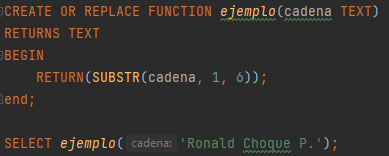 CREATE OR REPLACE FUNCTION ejemplo(cadena TEXT)
RETURNS TEXT
BEGIN
    RETURN(SUBSTR(cadena, 1, 6));
end;
SELECT ejemplo( cadena: 'Ronald Choque P.');